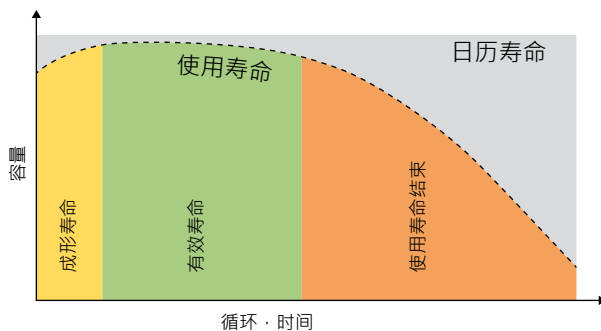 日历寿命
使用寿命
容量
成形寿命
有效寿命
使用寿命结束
循环 · 时间